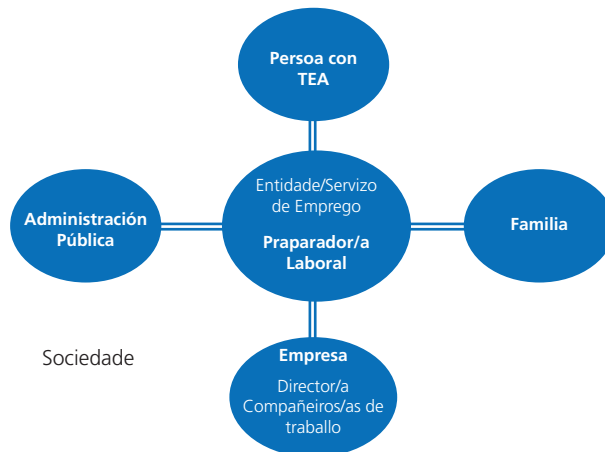 Persoa con
TEA
Entidade/Servizo
de Emprego
Praparador/a
Laboral
Administración
Pública
Familia
Sociedade
Empresa
Director/a
Compañeiros/as de
traballo